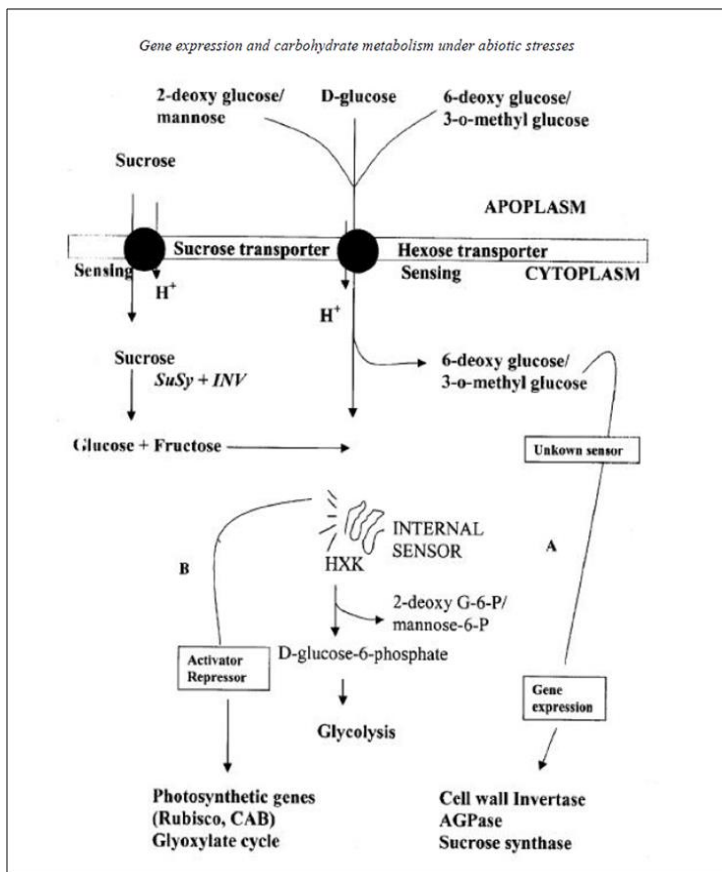 Gene expression and carbohydrate metabolism under abiotic stresses
2-deoxy glucose/
mannose
D-glucose
6-deoxy glucose/
3-o-methyl glucose
Sucrose
APOPLASM
Sucrose transporter
Hexose transporter
Sensing
Sensing
CYTOPLASM
H+
H+
Sucrose
SuSy + INV
6-deoxy glucose/
3-o-methyl glucose
Glucose + Fructose
Unkown sensor
INTERNAL
SENSOR
HXK
A
B
2-deoxy G-6-P/
mannose-6-P
D-glucose-6-phosphate
Activator
Repressor
Gene
expression
Glycolysis
Photosynthetic genes
(Rubisco, CAB)
Glyoxylate cycle
Cell wall Invertase
AGPase
Sucrose synthase